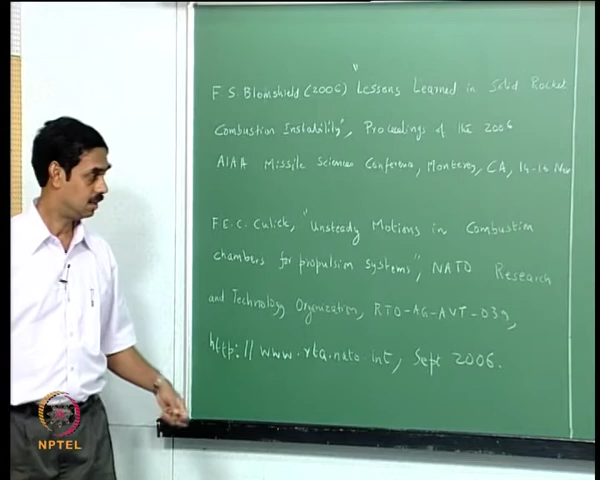 F S. Blomshield (2006) "Lessons Learned in Solid Rocket
Combustion Instability", Proceedings of the 2006
AIAA Missile Sciences Conference, Monterey, CA, 14-16 Nov
F.E.C. Culick, "Unsteady Motions in Combustion
chambers for propulsion systems", NATO Research
and Technology Organization, RTO-AG-AVT-039,
http://www.rta.nato.int, Sept 2006.
NPTEL